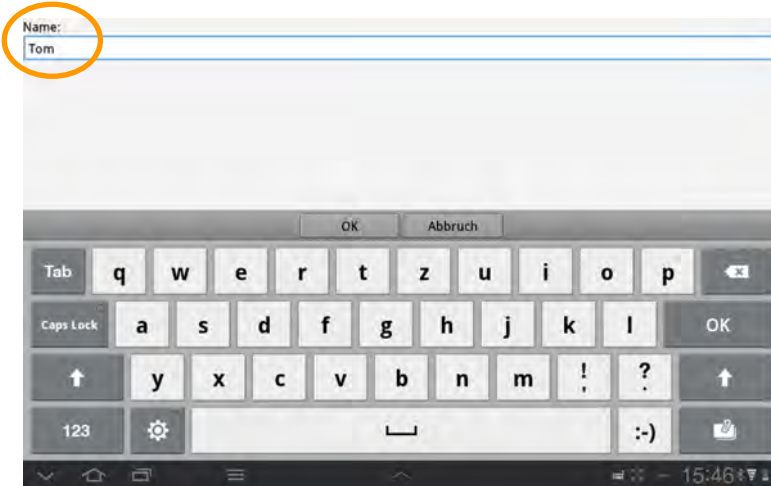 Name:
Tom
OK Abbruch
Tab q w e r t z u i o p
Caps Lock a s d f g h j k l OK
y x c v b n m ! , ? .
123 :-)
15:46